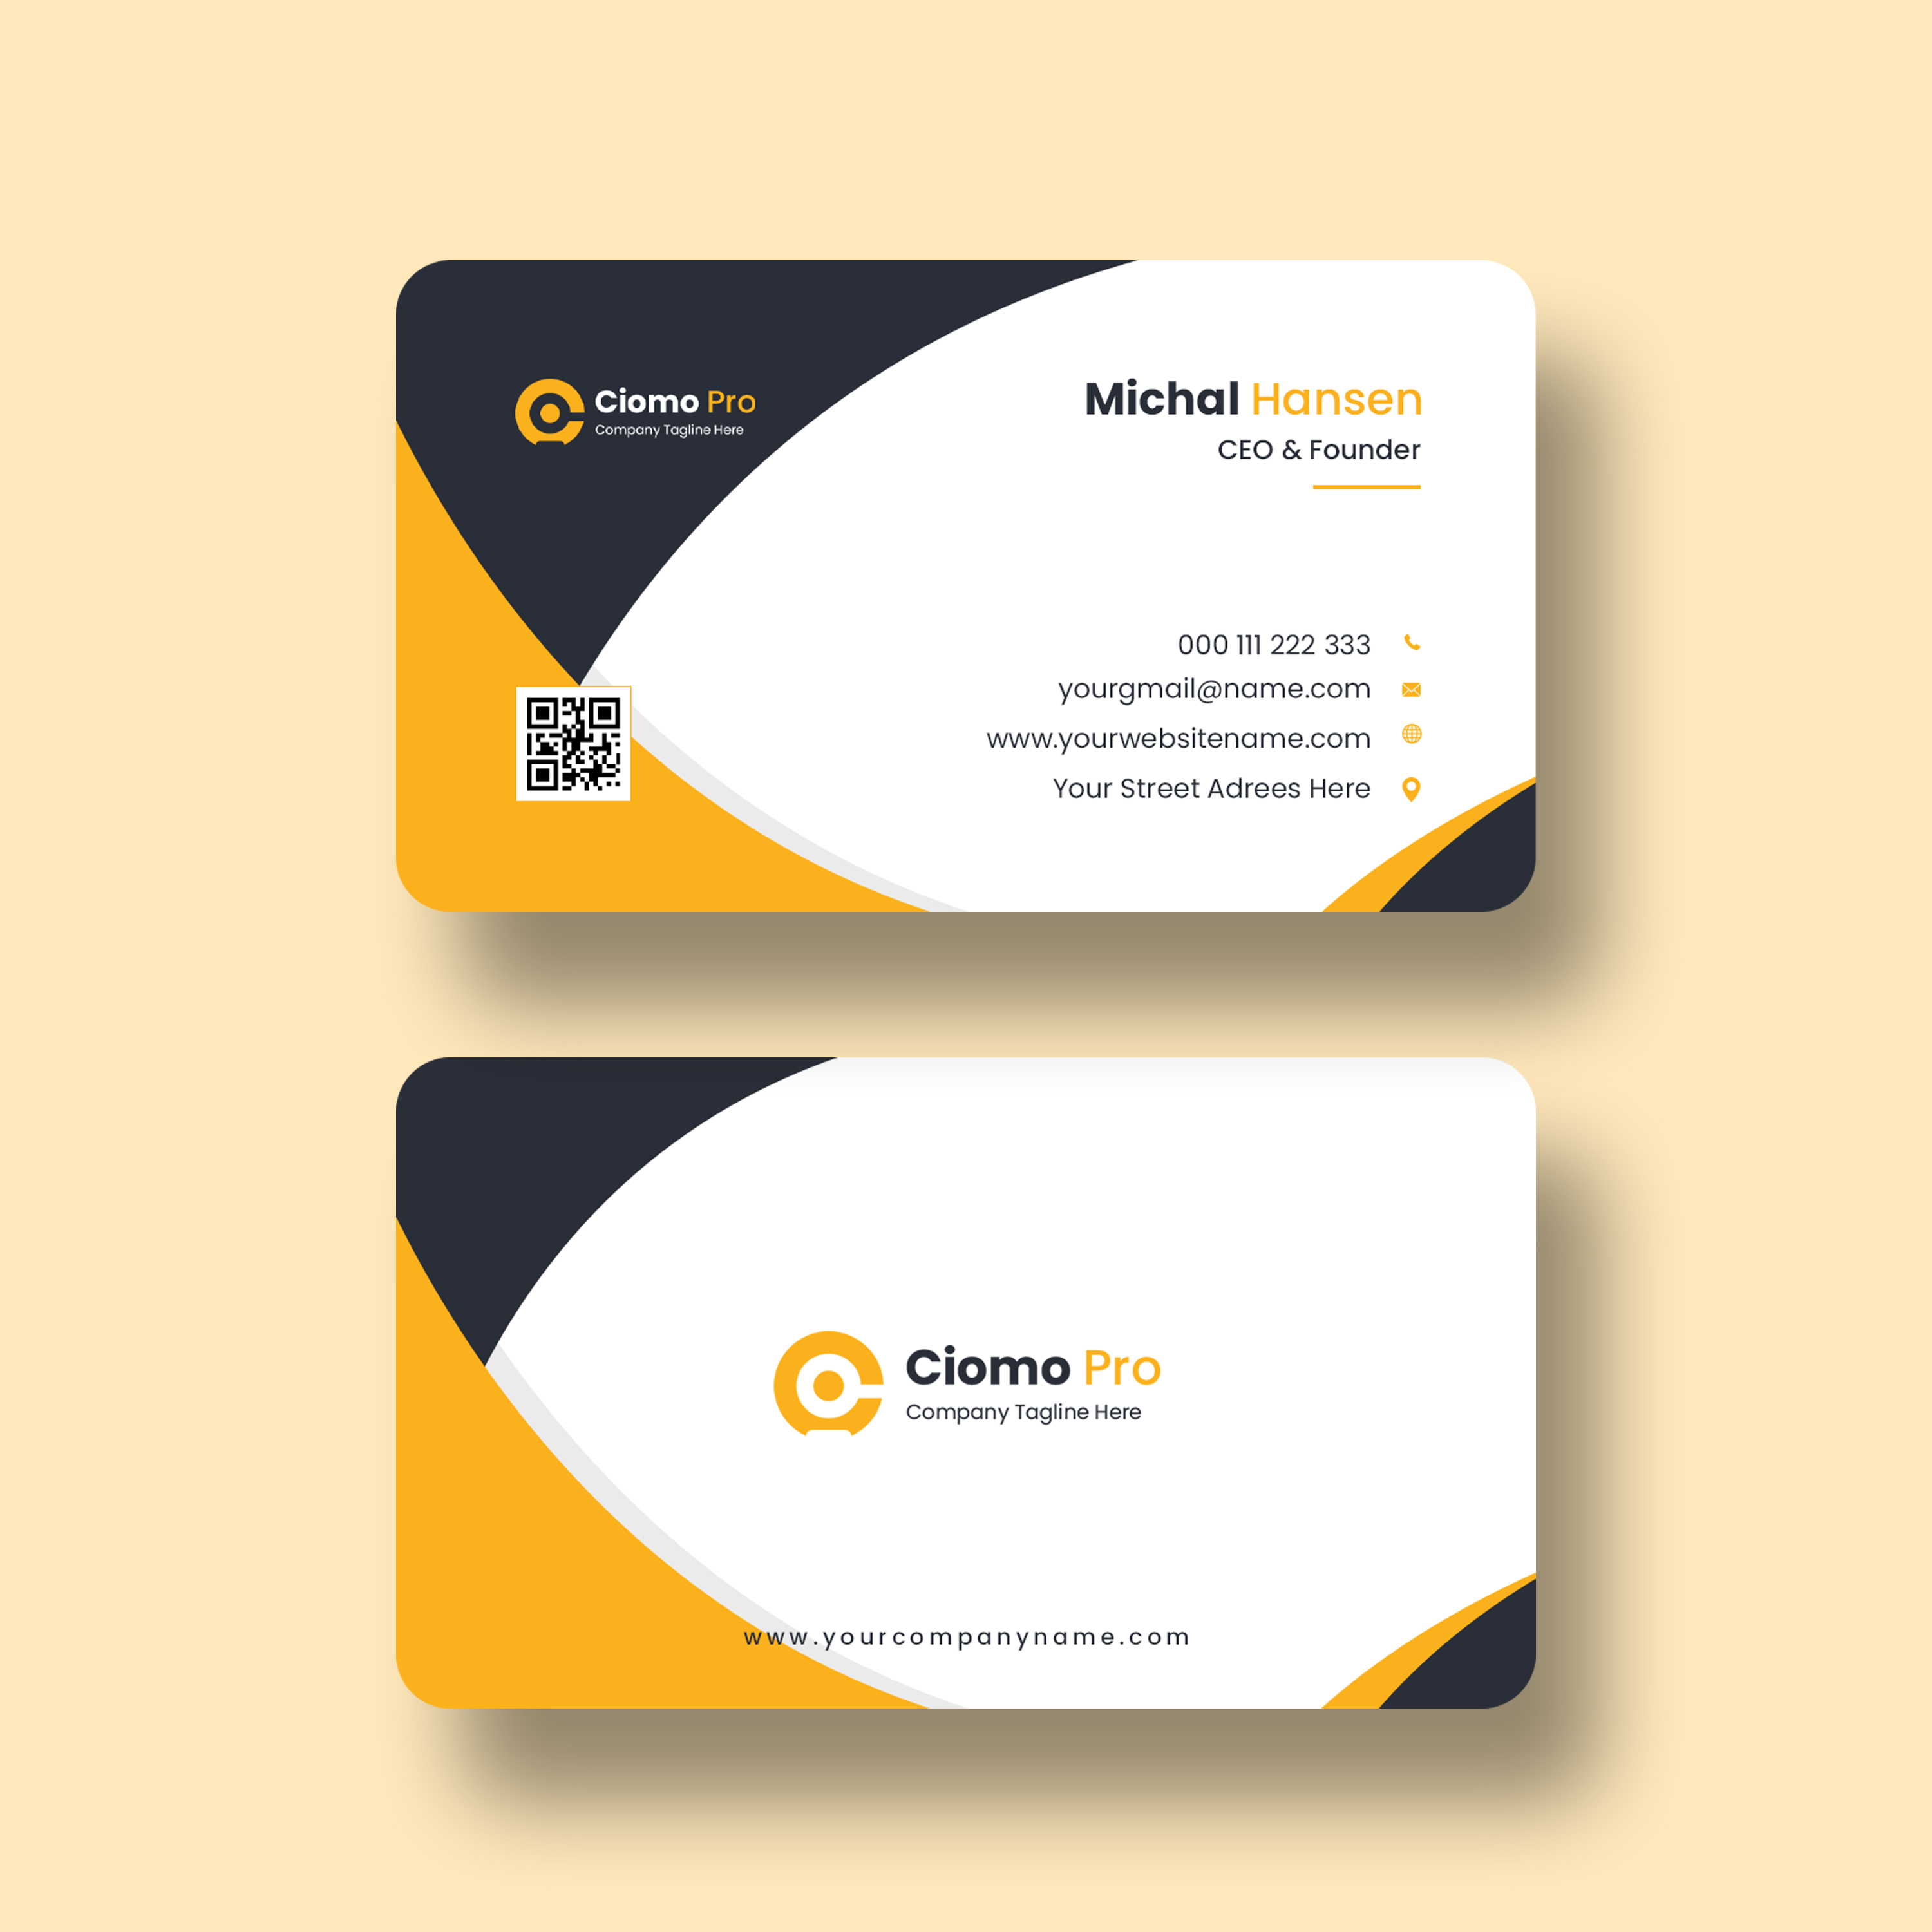 Ciomo Pro
Company Tagline Here
Michal Hansen
CEO & Founder
000 111 222 333
yourgmail@name.com
www.yourwebsitename.com
Your Street Adrees Here
Ciomo Pro
Company Tagline Here
www.yourcompanyname.com